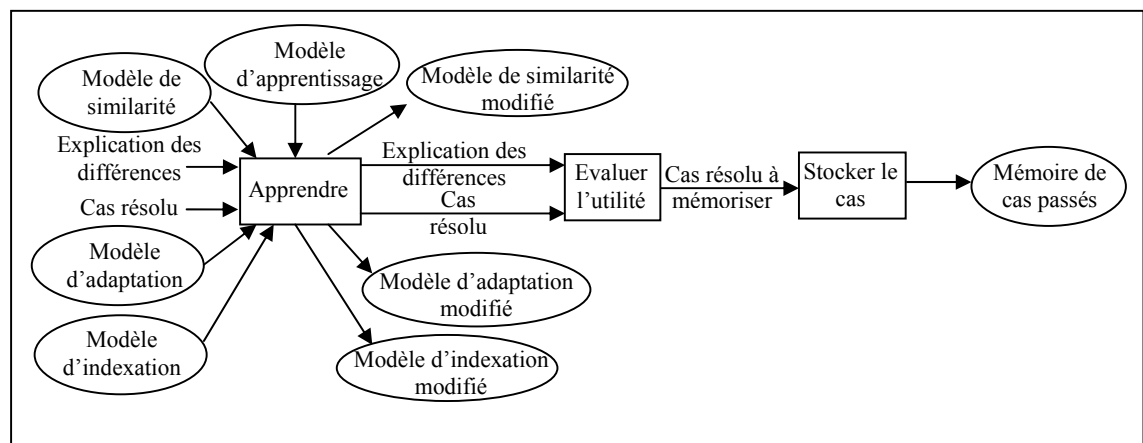 Modèle de
similarité
Modèle
d'apprentissage
Modèle de similarité
modifié
Explication des
différences
Cas résolu
Apprendre
Explication des
différences
Cas
résolu
Evaluer
l'utilité
Cas résolu à
mémoriser
Stocker le
cas
Mémoire de
cas passés
Modèle
d'adaptation
Modèle
d'indexation
Modèle d'adaptation
modifié
Modèle d'indexation
modifié